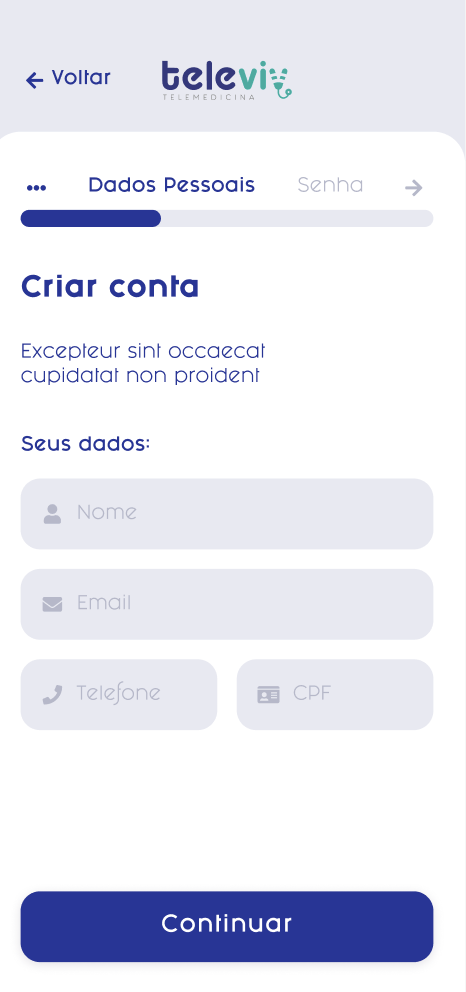 Voltar
televiv
TELEMEDICINA
Dados Pessoais
Senha
Criar conta
Excepteur sint occaecat
cupidatat non proident
Seus dados:
Nome
Email
Telefone
CPF
Continuar